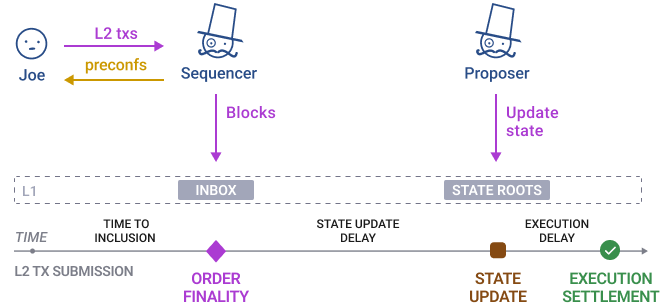 L2 txs
preconfs
Joe
Sequencer
Proposer
Blocks
Update
state
L1
INBOX
STATE ROOTS
TIME
TIME TO
INCLUSION
STATE UPDATE
DELAY
EXECUTION
DELAY
L2 TX SUBMISSION
ORDER
FINALITY
STATE
UPDATE
EXECUTION
SETTLEMENT